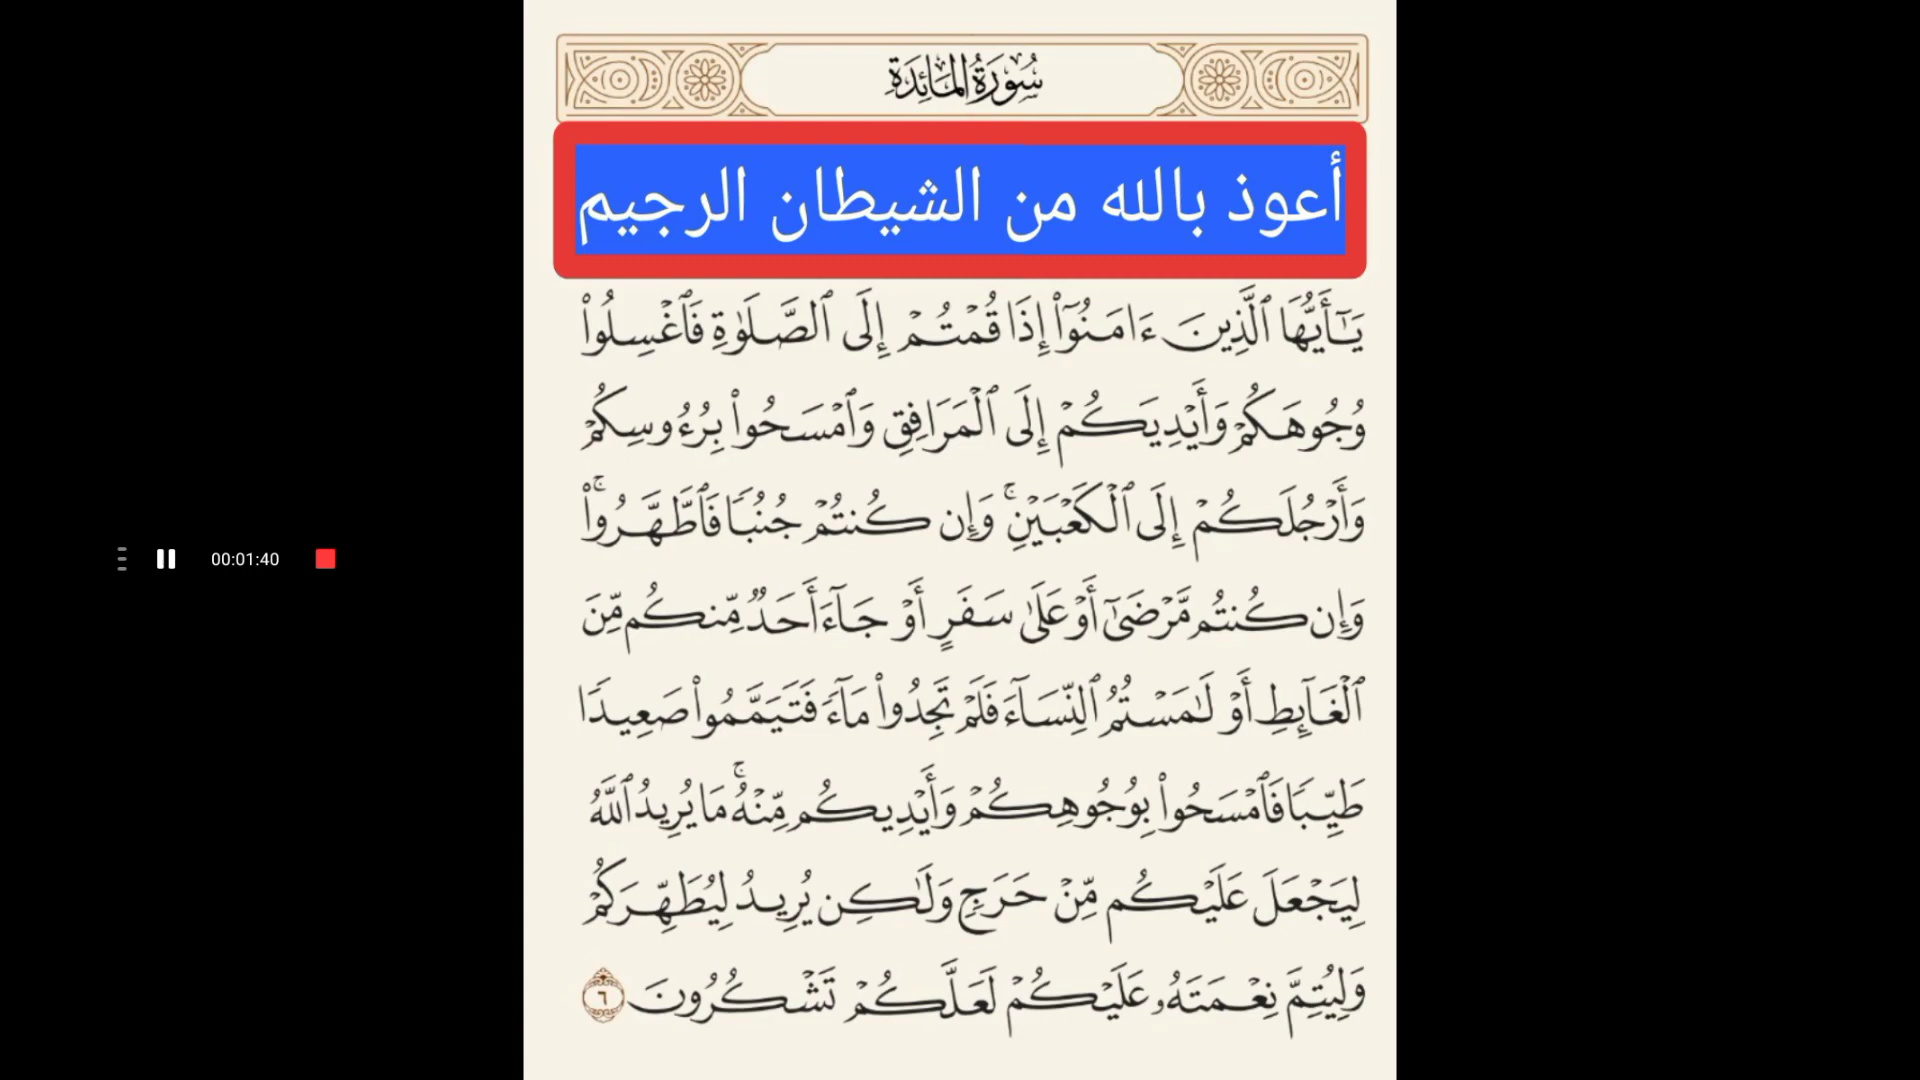 سُورَةُ المَائِدَةِ
أعوذ بالله من الشيطان الرجيم
يَٰٓأَيُّهَا ٱلَّذِينَ ءَامَنُوٓاْ إِذَا قُمۡتُمۡ إِلَى ٱلصَّلَوٰةِ فَٱغۡسِلُواْ
وُجُوهَكُمۡ وَأَيۡدِيَكُمۡ إِلَى ٱلۡمَرَافِقِ وَٱمۡسَحُواْ بِرُءُوسِكُمۡ
وَأَرۡجُلَكُمۡ إِلَى ٱلۡكَعۡبَيۡنِۚ وَإِن كُنتُمۡ جُنُبٗا فَٱطَّهَّرُواْۚ
وَإِن كُنتُم مَّرۡضَىٰٓ أَوۡ عَلَىٰ سَفَرٍ أَوۡ جَآءَ أَحَدٞ مِّنكُم مِّنَ
ٱلۡغَآئِطِ أَوۡ لَٰمَسۡتُمُ ٱلنِّسَآءَ فَلَمۡ تَجِدُواْ مَآءٗ فَتَيَمَّمُواْ صَعِيدٗا
طَيِّبٗا فَٱمۡسَحُواْ بِوُجُوهِكُمۡ وَأَيۡدِيكُم مِّنۡهُۚ مَا يُرِيدُ ٱللَّهُ
لِيَجۡعَلَ عَلَيۡكُم مِّنۡ حَرَجٖ وَلَٰكِن يُرِيدُ لِيُطَهِّرَكُمۡ
وَلِيُتِمَّ نِعۡمَتَهُۥ عَلَيۡكُمۡ لَعَلَّكُمۡ تَشۡكُرُونَ ٦
00:01:40